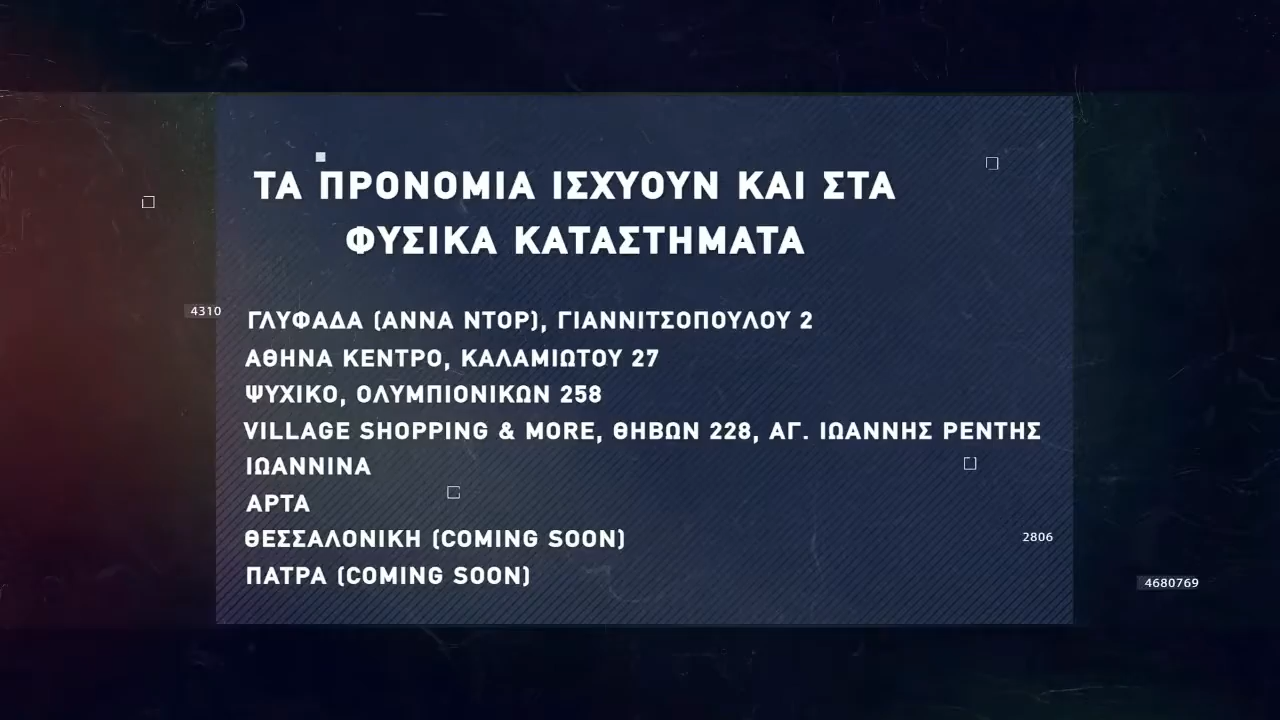 ΤΑ ΠΡΟΝΟΜΙΑ ΙΣΧΥΟΥΝ ΚΑΙ ΣΤΑ
ΦΥΣΙΚΑ ΚΑΤΑΣΤΗΜΑΤΑ
4310
ΓΛΥΦΑΔΑ (ΑΝΝΑ ΝΤΟΡ), ΓΙΑΝΝΙΤΣΟΠΟΥΛΟΥ 2
ΑΘΗΝΑ ΚΕΝΤΡΟ, ΚΑΛΑΜΙΩΤΟΥ 27
ΨΥΧΙΚΟ, ΟΛΥΜΠΙΟΝΙΚΩΝ 258
VILLAGE SHOPPING & MORE, ΘΗΒΩΝ 228, ΑΓ. ΙΩΑΝΝΗΣ ΡΕΝΤΗΣ
ΙΩΑΝΝΙΝΑ
ΑΡΤΑ
ΘΕΣΣΑΛΟΝΙΚΗ (COMING SOON)
2806
ΠΑΤΡΑ (COMING SOON)
4680769